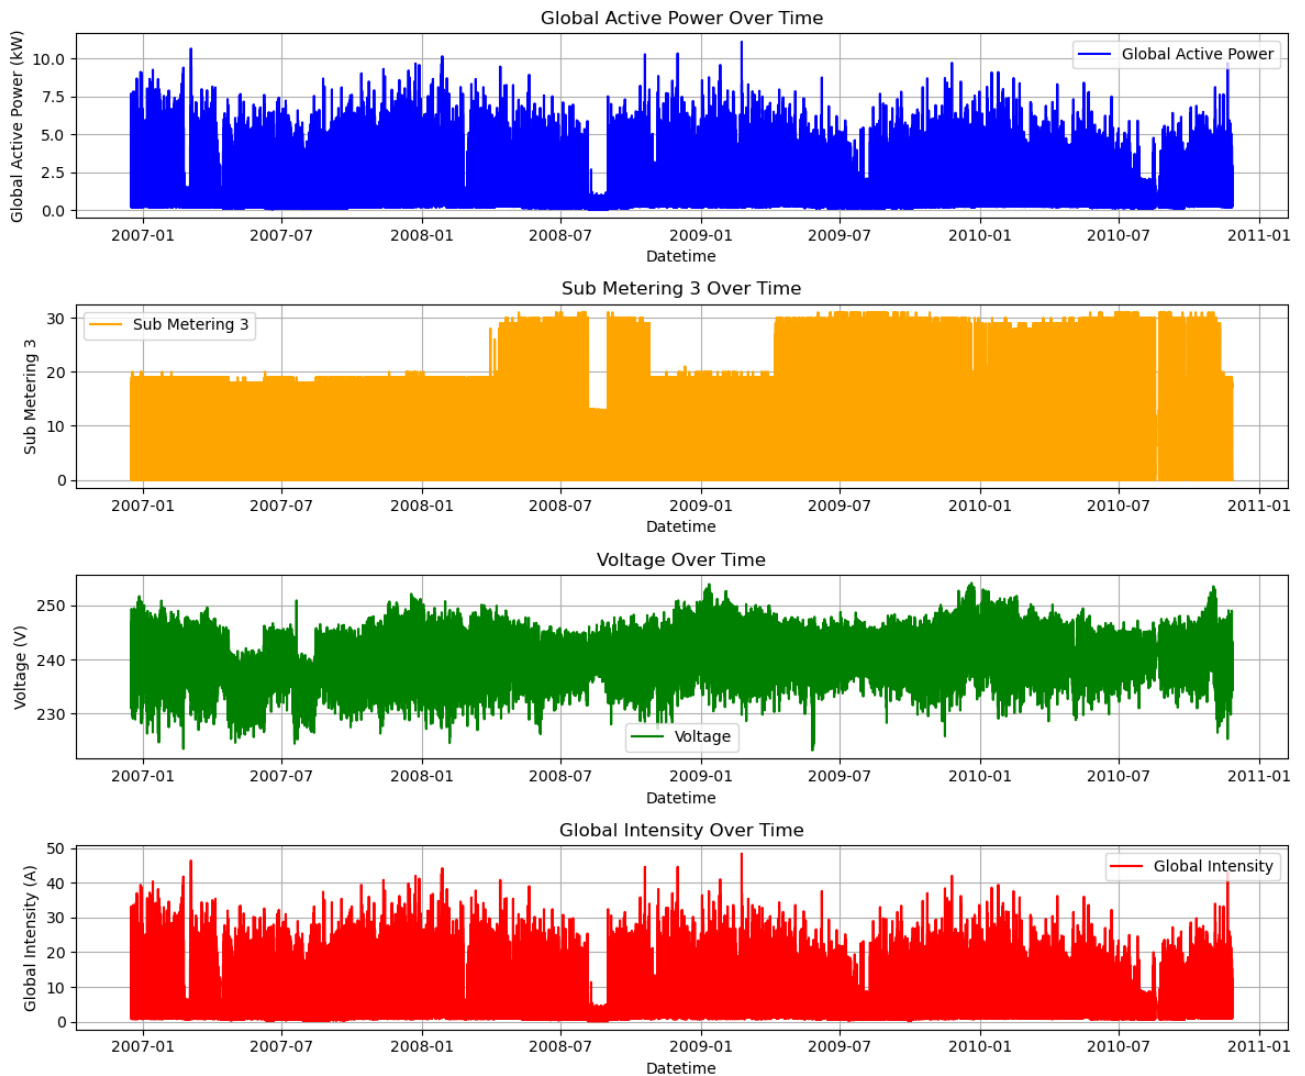 Global Active Power Over Time
Global Active Power (kW)
10.0
7.5
5.0
2.5
0.0
Global Active Power
2007-01 2007-07 2008-01 2008-07 2009-01 2009-07 2010-01 2010-07 2011-01
Datetime
Sub Metering 3 Over Time
Sub Metering 3
30
20
10
0
Sub Metering 3
2007-01 2007-07 2008-01 2008-07 2009-01 2009-07 2010-01 2010-07 2011-01
Datetime
Voltage Over Time
Voltage (V)
250
240
230
Voltage
2007-01 2007-07 2008-01 2008-07 2009-01 2009-07 2010-01 2010-07 2011-01
Datetime
Global Intensity Over Time
Global Intensity (A)
50
40
30
20
10
0
Global Intensity
2007-01 2007-07 2008-01 2008-07 2009-01 2009-07 2010-01 2010-07 2011-01
Datetime